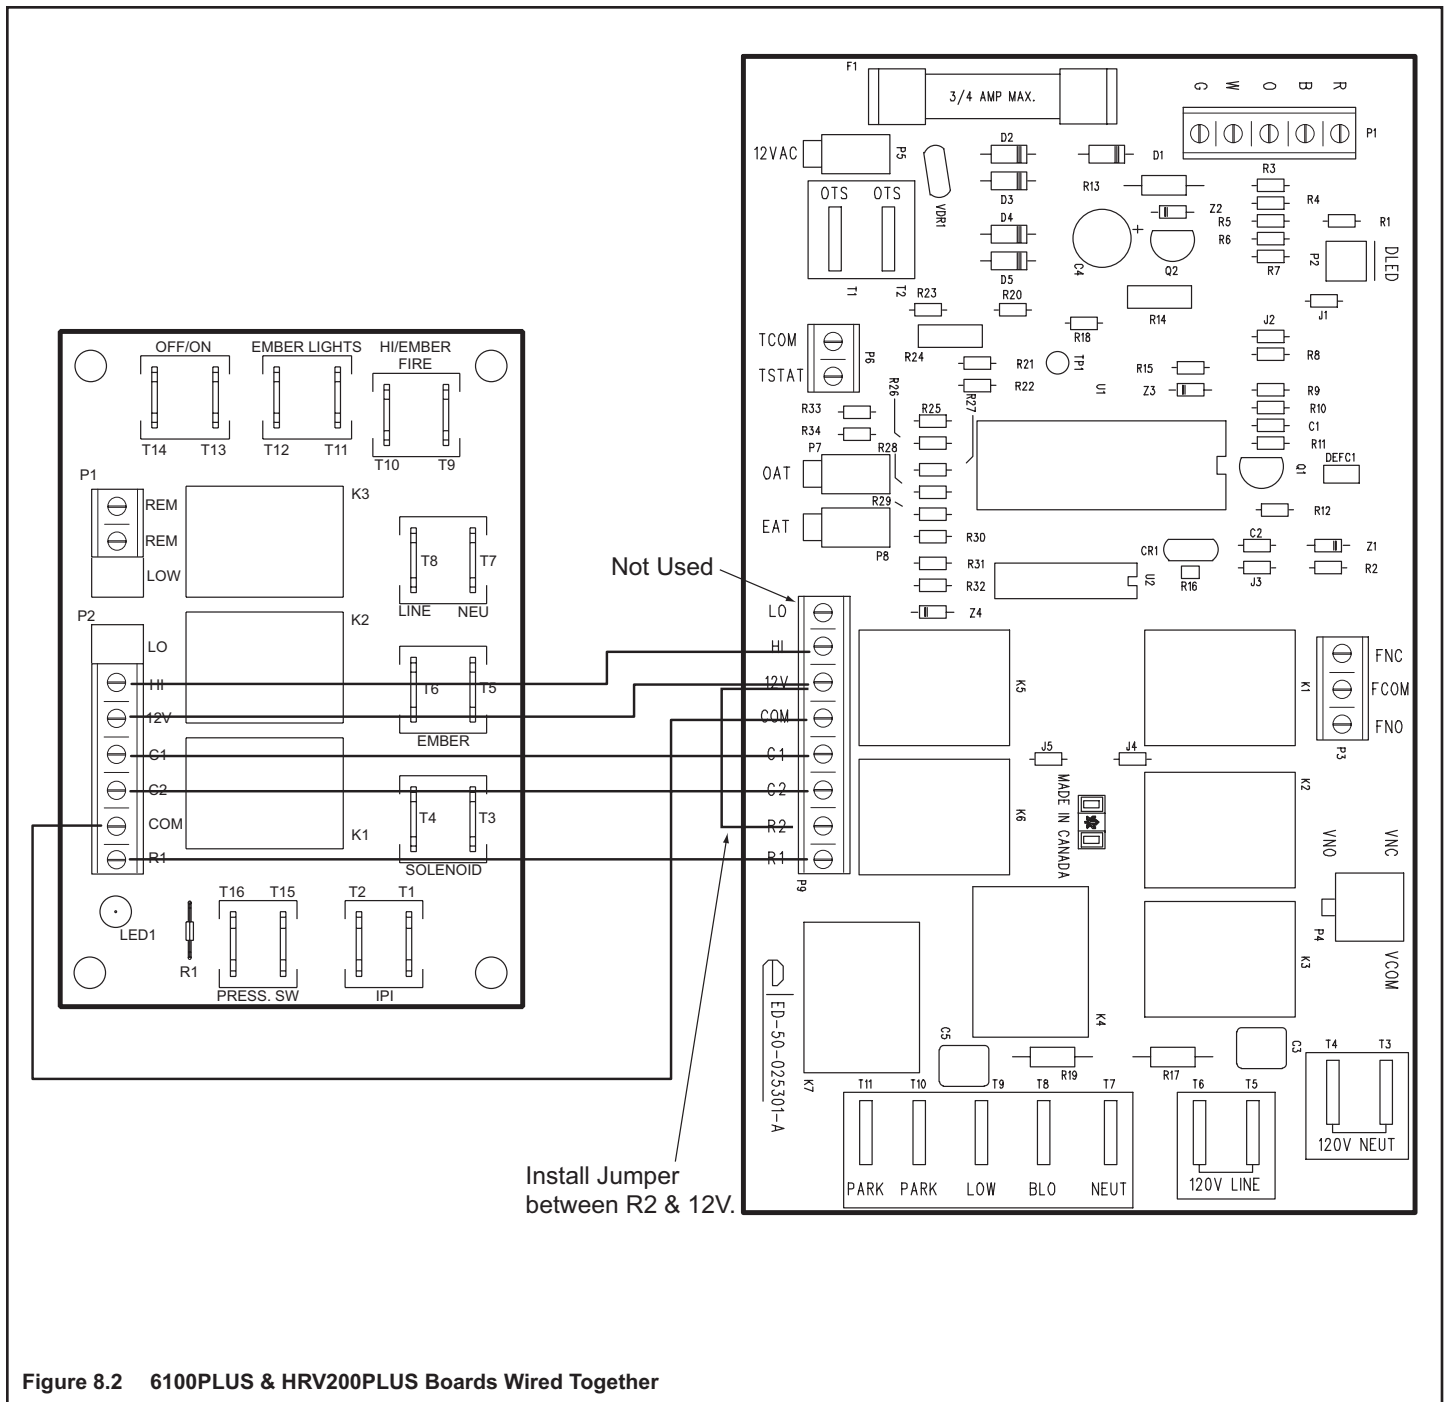 F1
3/4 AMP MAX.
G W O B R
P1
12VAC
P5
OTS OTS
T1 T2
VDR1
D2
D3
D4
D5
D1
R13
Z2
C4
+
Q2
R3
R4
R5
R6
R7
R1
P2
DLED
J1
R23
R20
R14
R18
TCOM
TSTAT
P6
R24
R21
R22
TP1
U1
J2
R8
R15
Z3
R9
R10
C1
R11
R33
R34
R26
R25
R27
R28
P7
OAT
R29
EAT
P8
R30
R31
R32
Z4
Q1
DEFC1
R12
CR1
R16
U2
C2
J3
Z1
R2
OFF/ON
EMBER LIGHTS
HI/EMBER
FIRE
T14 T13
T12 T11
T10 T9
P1
REM
REM
LOW
K3
T8 T7
LINE NEU
P2
LO
HI
12V
C1
C2
COM
R1
K2
T6 T5
EMBER
K1
T4 T3
SOLENOID
LED1
R1
T16 T15
PRESS. SW
T2 T1
IPI
Not Used
LO
HI
12V
COM
C1
C2
R2
R1
P9
K5
K6
K1
K2
K3
K4
K7
J5
J4
MADE IN CANADA
FNC
FCOM
FNO
P3
VNO
VNC
P4
VCOM
ED-50-025301-A
C5
R19
R17
C3
T11 T10 T9 T8 T7
PARK PARK LOW BLO NEUT
T6 T5
120V LINE
T4 T3
120V NEUT
Install Jumper
between R2 & 12V.
Figure 8.2 6100PLUS & HRV200PLUS Boards Wired Together